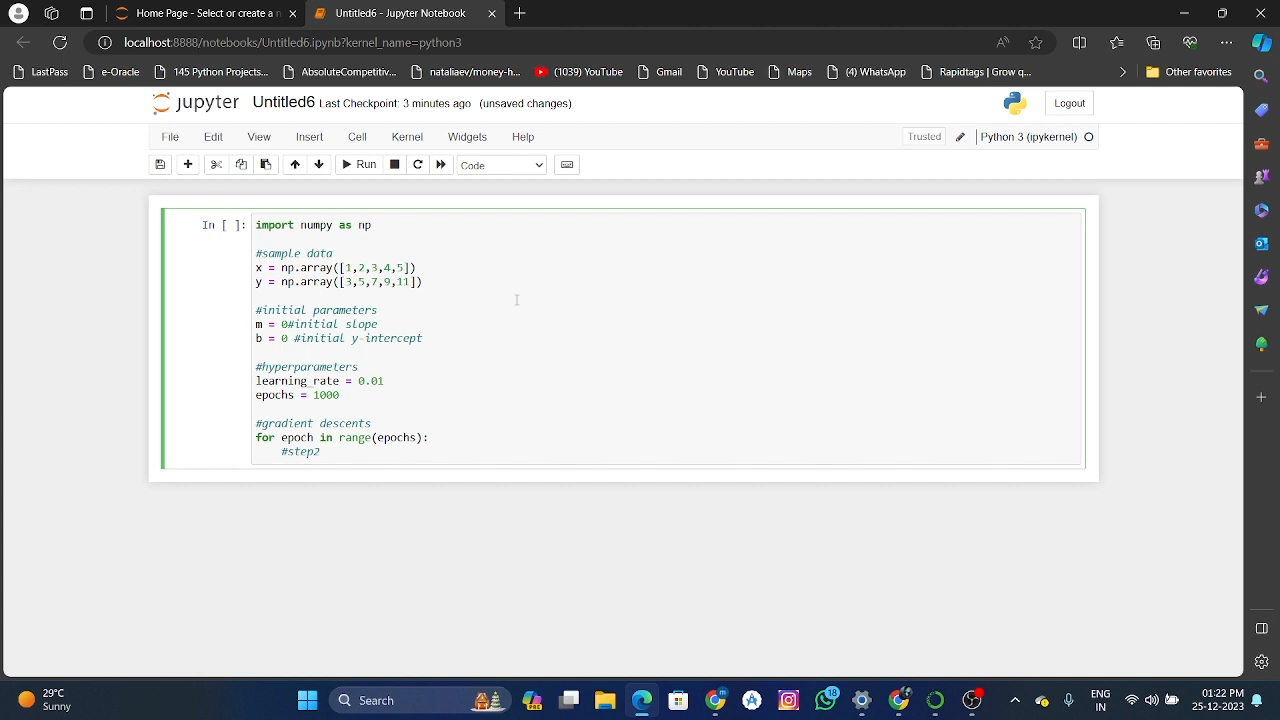 Home Page - Select or create a n
Untitled6 - Jupyter Notebook
localhost:8888/notebooks/Untitled6.ipynb?kernel_name=python3
LastPass
e-Oracle
145 Python Projects...
AbsoluteCompetitiv...
nataliaev/money-h...
(1039) YouTube
Gmail
YouTube
Maps
(4) WhatsApp
Rapidtags | Grow q...
Other favorites
jupyter Untitled6 Last Checkpoint: 3 minutes ago (unsaved changes)
Logout
File Edit View Insert Cell Kernel Widgets Help
Trusted
Python 3 (ipykernel)
Run
Code
In [ ]: import numpy as np
#sample data
x = np.array([1,2,3,4,5])
y = np.array([3,5,7,9,11])
#initial parameters
m = 0#initial slope
b = 0 #initial y-intercept
#hyperparameters
learning_rate = 0.01
epochs = 1000
#gradient descents
for epoch in range(epochs):
#step2
29°C
Sunny
Search
18
ENG
IN
01:22 PM
25-12-2023